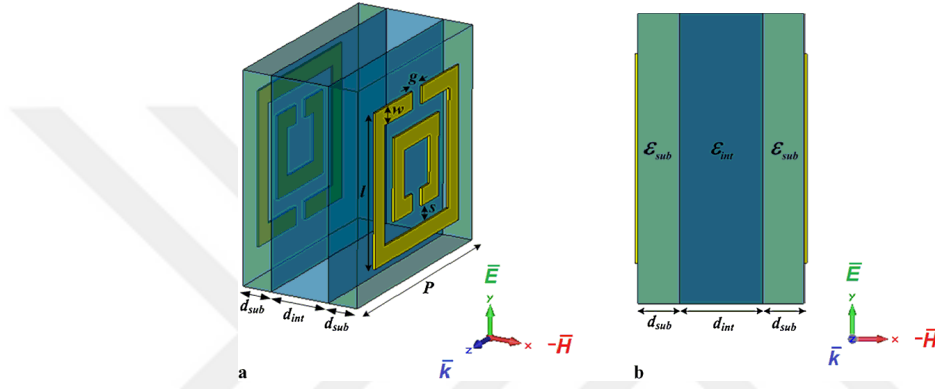 g
w
l
s
P
d_sub
d_int
d_sub
Ē
y
z
x
-H̄
k̄
a
ε_sub
ε_int
ε_sub
d_sub
d_int
d_sub
Ē
y
z
x
-H̄
k̄
b